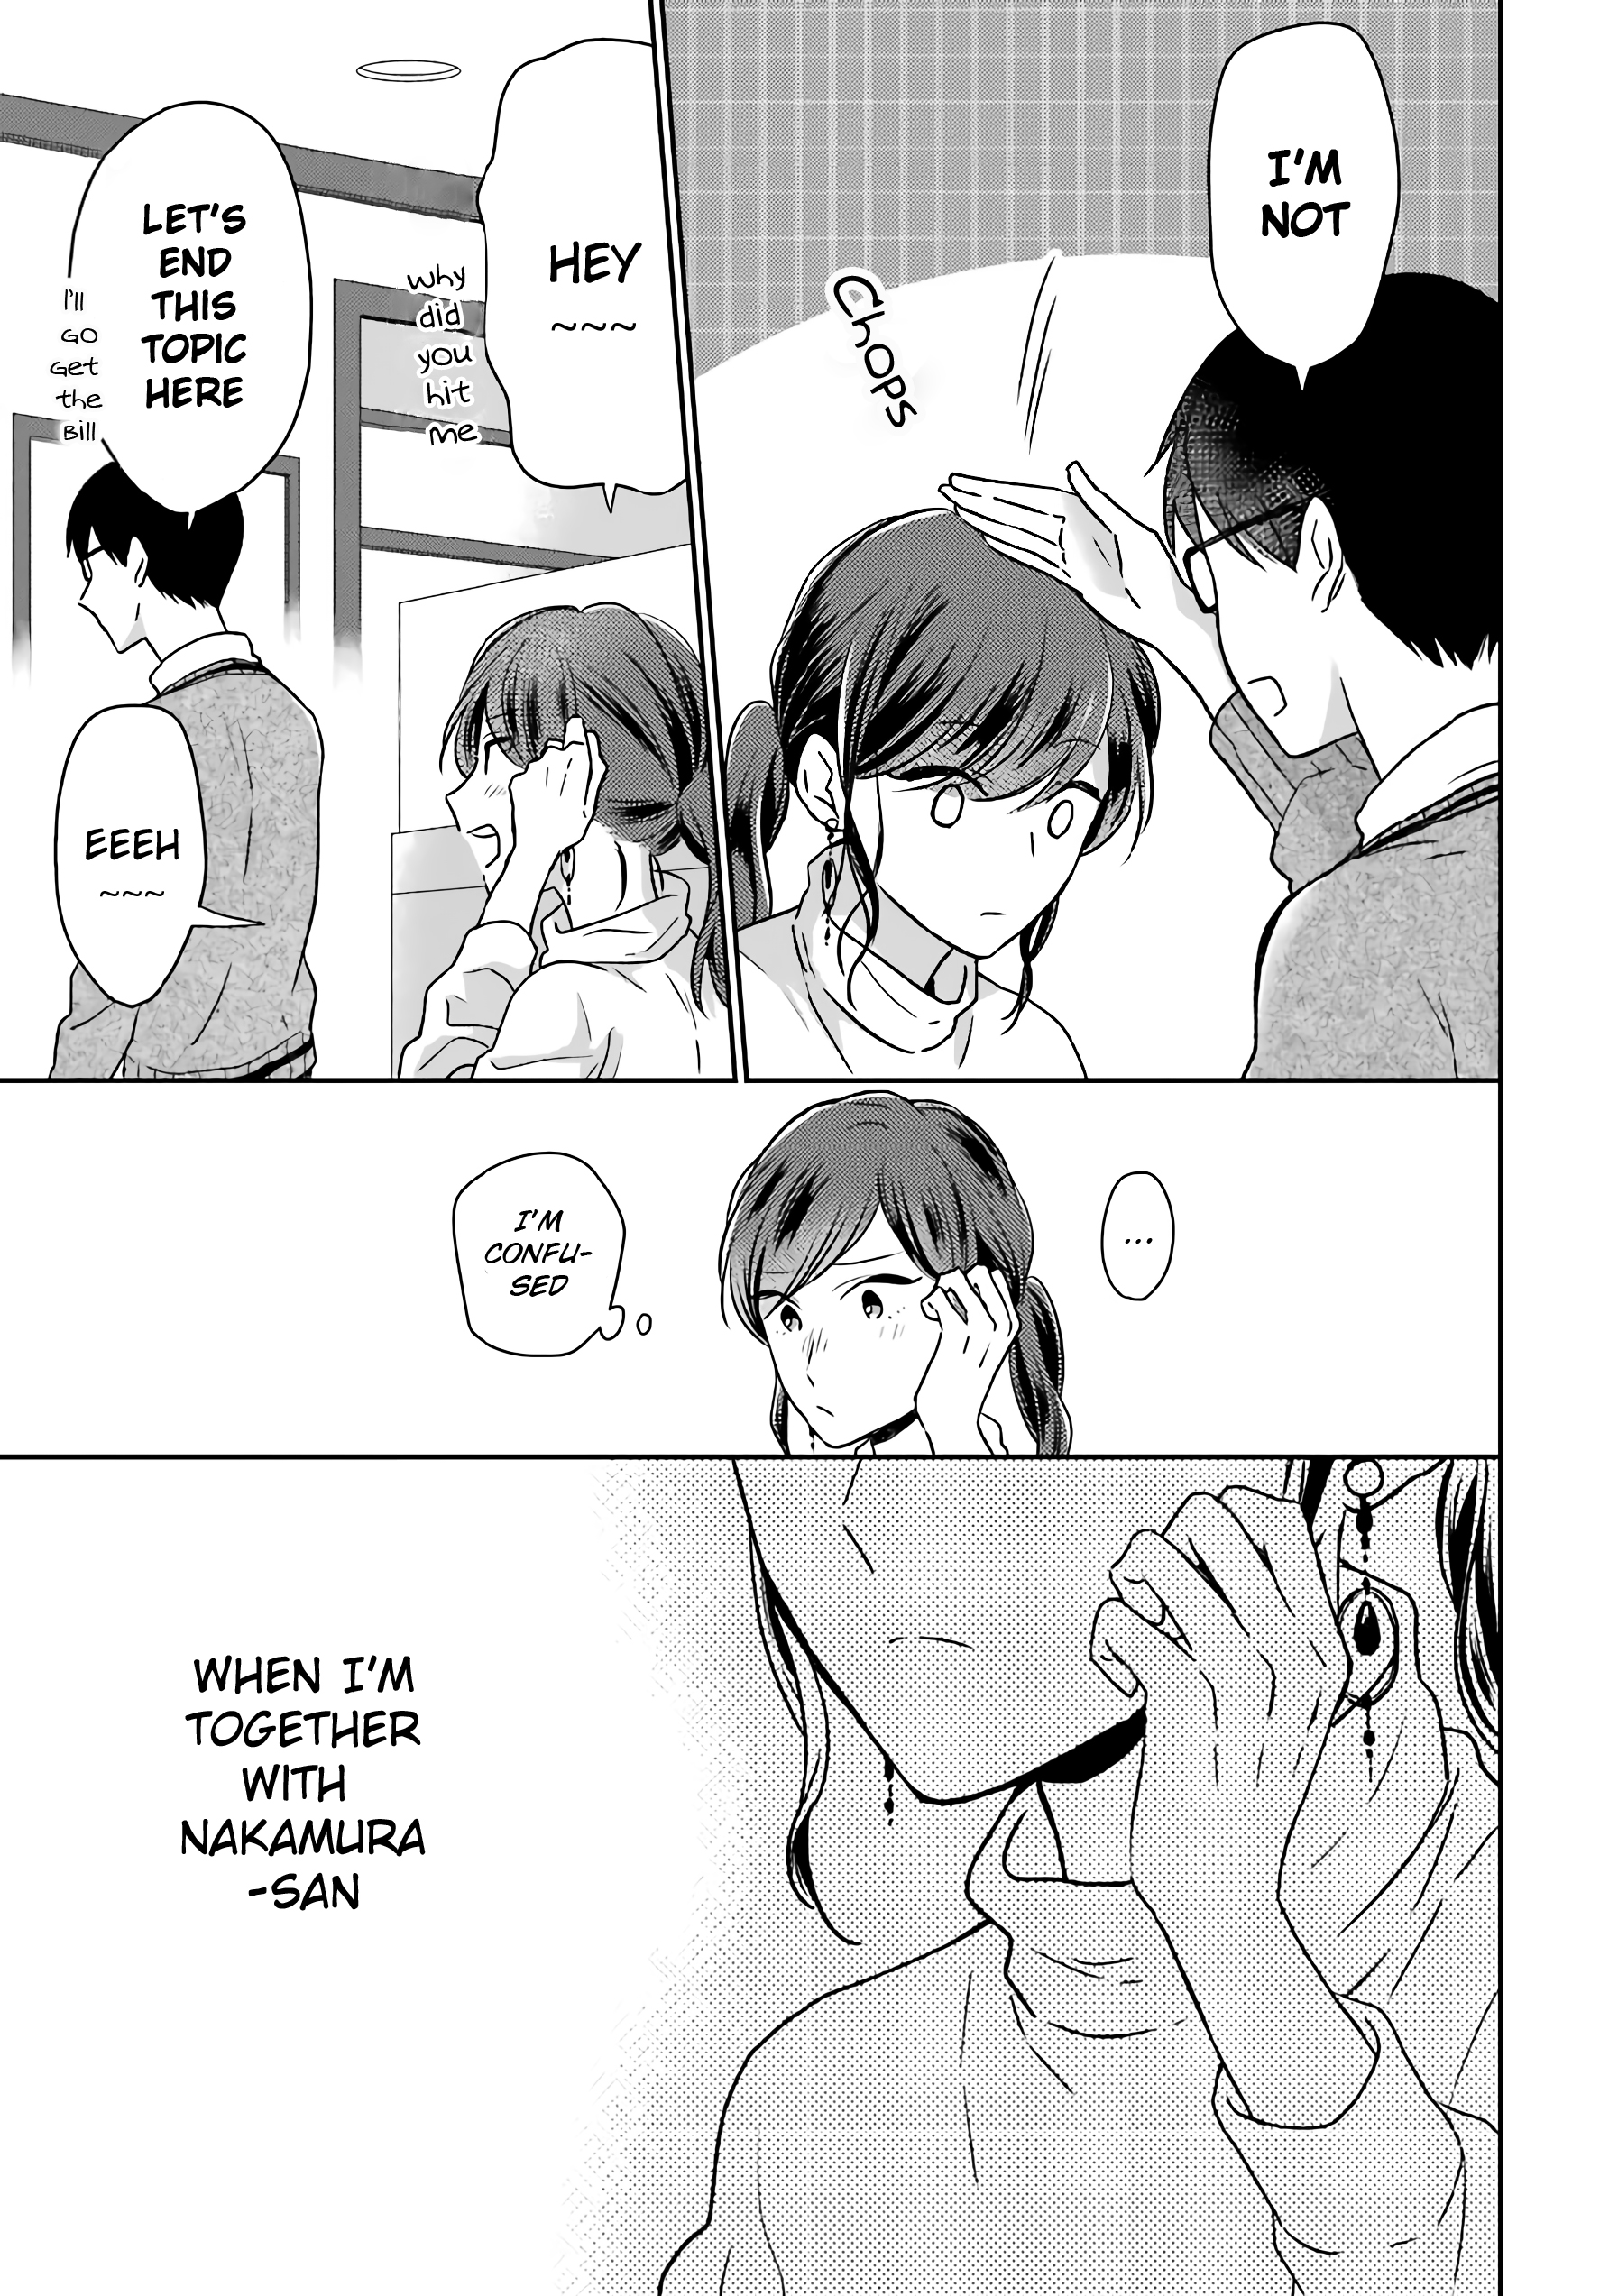 I'M
NOT
Chops
HEY
~~~
Why
did
you
hit
me
LET'S
END
THIS
TOPIC
HERE
I'll
Go
Get
the
Bill
EEEH
~~~
...
I'M
CONFU-
SED
WHEN I'M
TOGETHER
WITH
NAKAMURA
-SAN